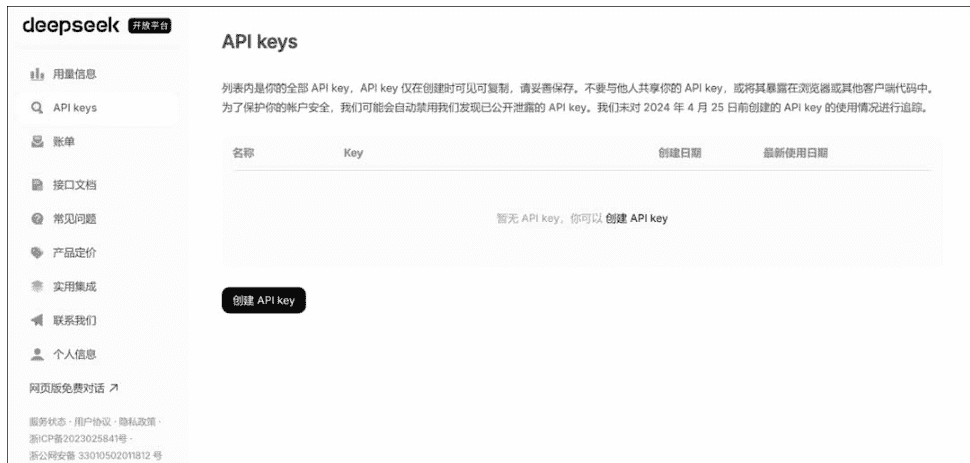 deepseek 开放平台
用量信息
API keys
账单
接口文档
常见问题
产品定价
实用集成
联系我们
个人信息
网页版免费对话 ↗
服务状态 · 用户协议 · 隐私政策 ·
浙ICP备2023025841号 ·
浙公网安备 33010502011812 号
API keys
列表内是你的全部 API key，API key 仅在创建时可见可复制，请妥善保存。不要与他人共享你的 API key，或将其暴露在浏览器或其他客户端代码中。
为了保护你的帐户安全，我们可能会自动禁用我们发现已公开泄露的 API key。我们未对 2024 年 4 月 25 日前创建的 API key 的使用情况进行追踪。
名称 Key 创建日期 最新使用日期
暂无 API key，你可以 创建 API key
创建 API key